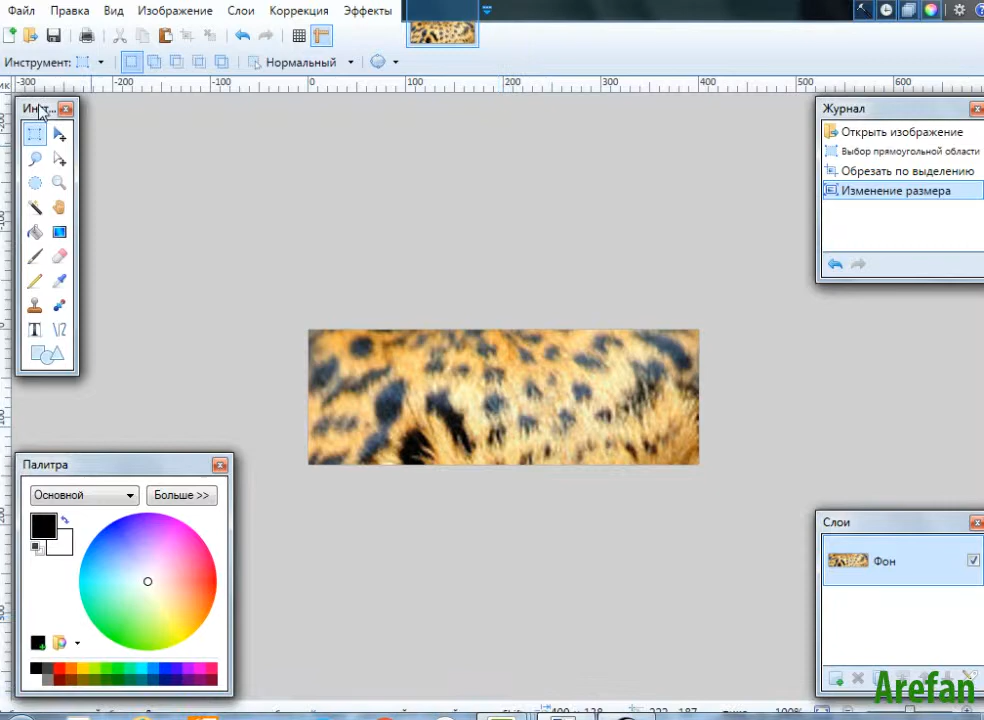 Файл Правка Вид Изображение Слои Коррекция Эффекты
Инструмент: Нормальный
-300 -200 -100 0 100 200 300 400 500 600
Инст...
Журнал
Открыть изображение
Выбор прямоугольной области
Обрезать по выделению
Изменение размера
Палитра
Основной Больше >>
Слои
Фон
Arefan